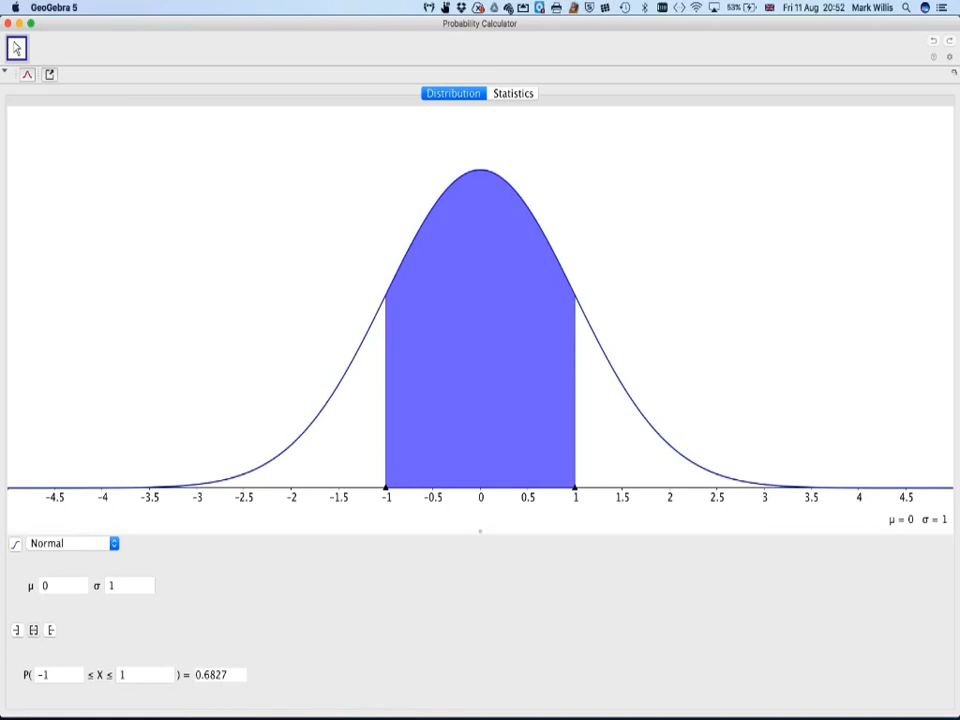 GeoGebra 5 53% Fri 11 Aug 20:52 Mark Willis
Probability Calculator
Distribution Statistics
-4.5 -4 -3.5 -3 -2.5 -2 -1.5 -1 -0.5 0 0.5 1 1.5 2 2.5 3 3.5 4 4.5
μ = 0 σ = 1
Normal
μ 0 σ 1
P( -1 ≤ X ≤ 1 ) = 0.6827